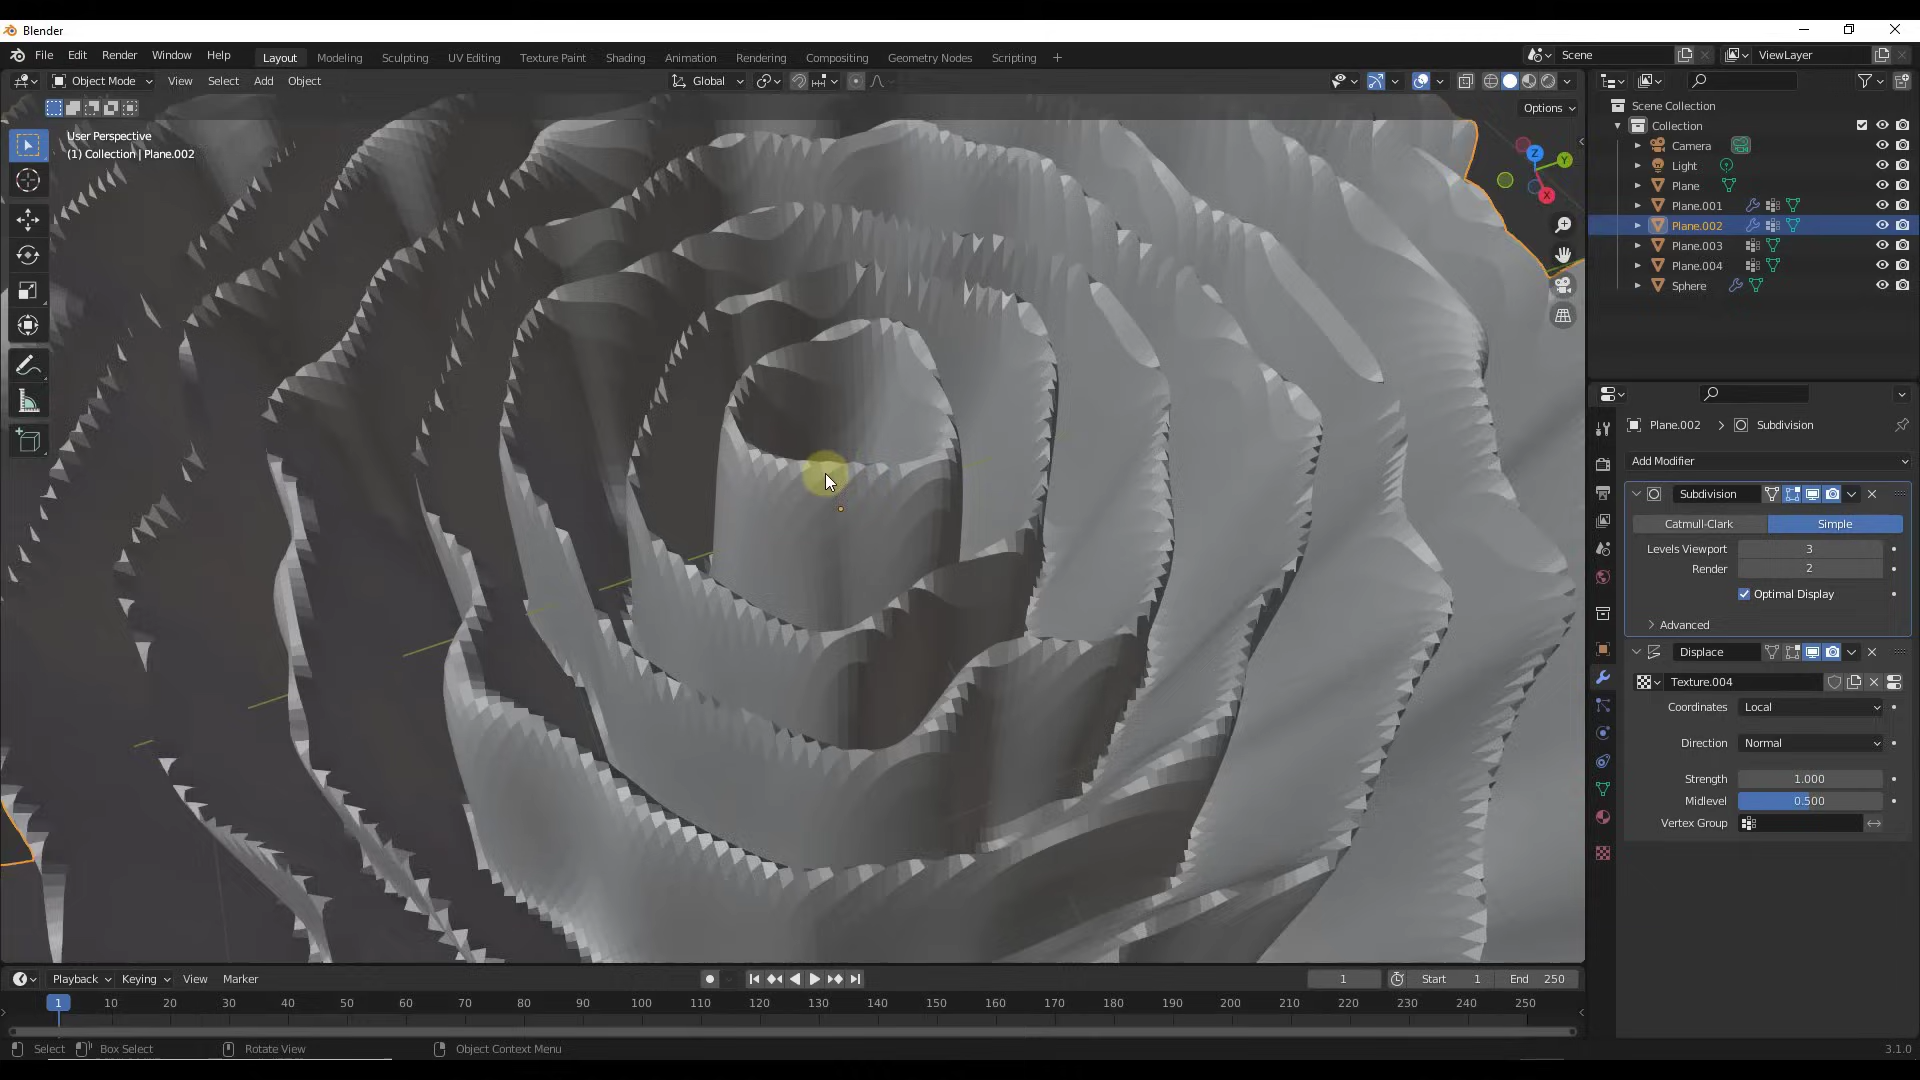 Blender
File Edit Render Window Help Layout Modeling Sculpting UV Editing Texture Paint Shading Animation Rendering Compositing Geometry Nodes Scripting + Scene ViewLayer
Object Mode View Select Add Object Global
Options
User Perspective
(1) Collection | Plane.002
Z
Y
X
Scene Collection
Collection
Camera
Light
Plane
Plane.001
Plane.002
Plane.003
Plane.004
Sphere
Plane.002 Subdivision
Add Modifier
Subdivision
Catmull-Clark Simple
Levels Viewport 3
Render 2
Optimal Display
Advanced
Displace
Texture.004
Coordinates Local
Direction Normal
Strength 1.000
Midlevel 0.500
Vertex Group
Playback Keying View Marker 1 Start 1 End 250
1 10 20 30 40 50 60 70 80 90 100 110 120 130 140 150 160 170 180 190 200 210 220 230 240 250
Select Box Select Rotate View Object Context Menu 3.1.0